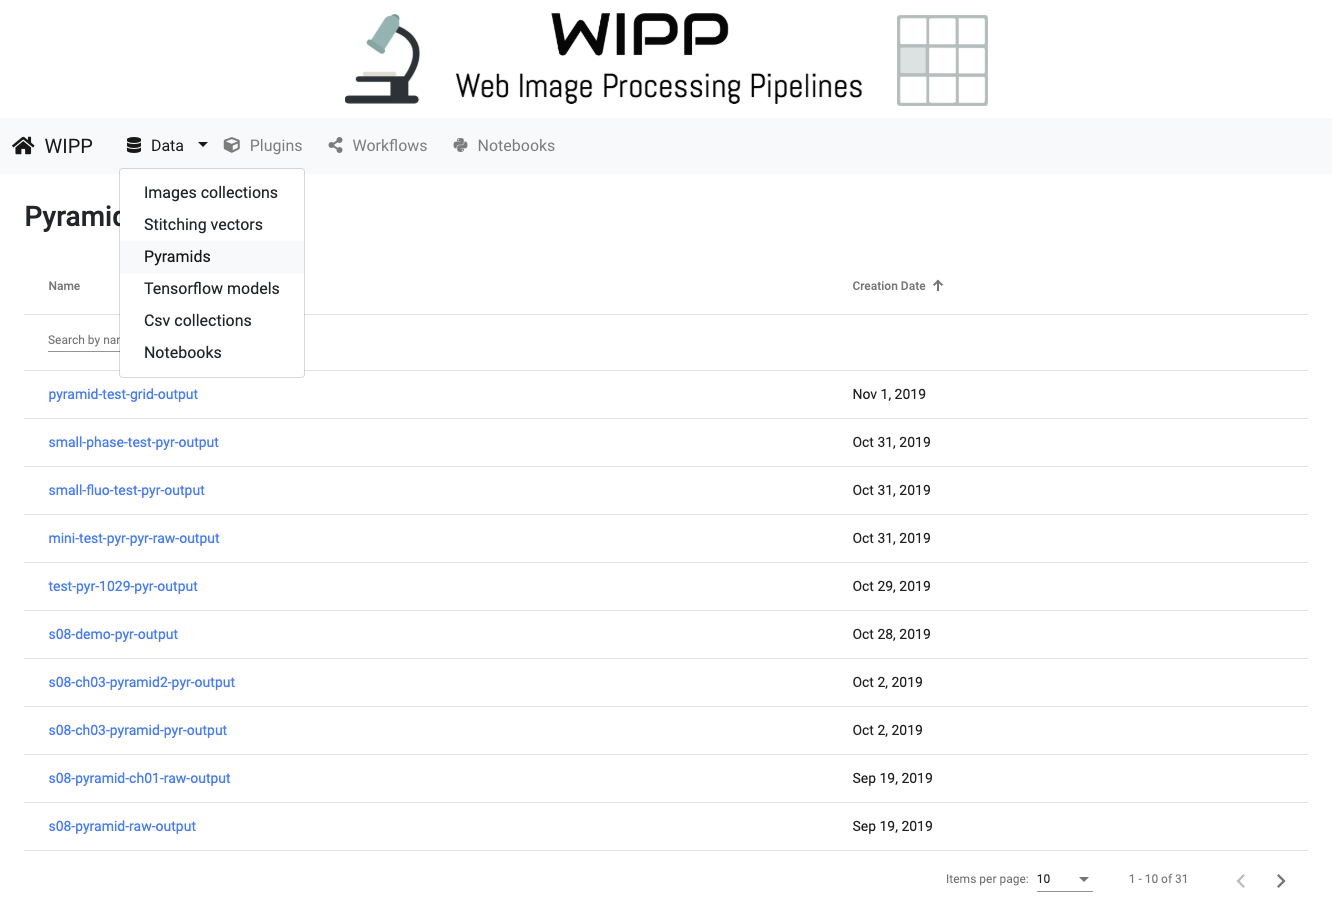 WIPP
Web Image Processing Pipelines
WIPP Data Plugins Workflows Notebooks
Images collections
Stitching vectors
Pyramids
Tensorflow models
Csv collections
Notebooks
Name Creation Date
pyramid-test-grid-output Nov 1, 2019
small-phase-test-pyr-output Oct 31, 2019
small-fluo-test-pyr-output Oct 31, 2019
mini-test-pyr-pyr-raw-output Oct 31, 2019
test-pyr-1029-pyr-output Oct 29, 2019
s08-demo-pyr-output Oct 28, 2019
s08-ch03-pyramid2-pyr-output Oct 2, 2019
s08-ch03-pyramid-pyr-output Oct 2, 2019
s08-pyramid-ch01-raw-output Sep 19, 2019
s08-pyramid-raw-output Sep 19, 2019
Items per page: 10 1 - 10 of 31